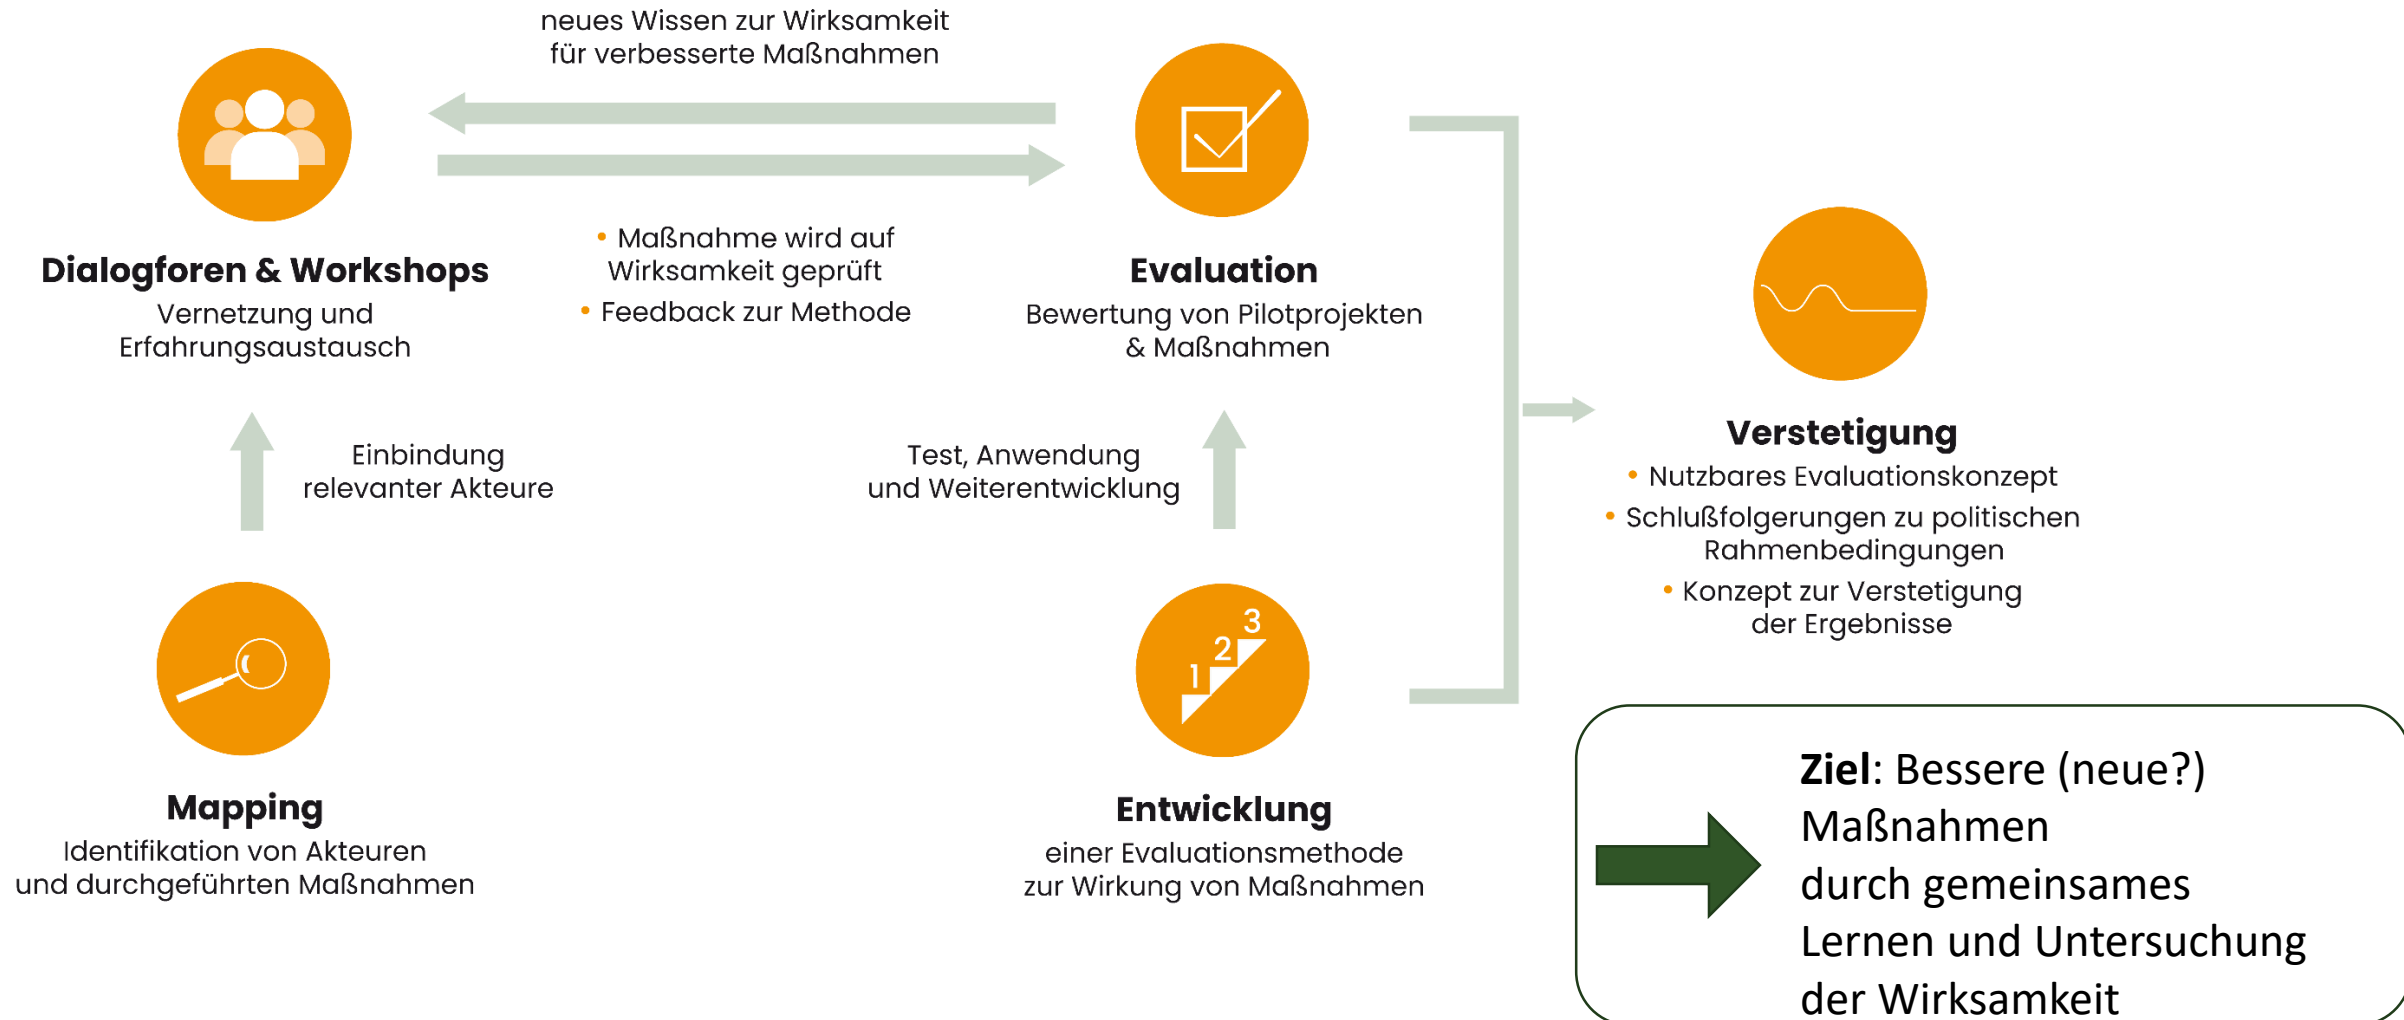 neues Wissen zur Wirksamkeit
für verbesserte Maßnahmen
Dialogforen & Workshops
Vernetzung und
Erfahrungsaustausch
• Maßnahme wird auf
Wirksamkeit geprüft
• Feedback zur Methode
Evaluation
Bewertung von Pilotprojekten
& Maßnahmen
Einbindung
relevanter Akteure
Test, Anwendung
und Weiterentwicklung
Verstetigung
• Nutzbares Evaluationskonzept
• Schlußfolgerungen zu politischen
Rahmenbedingungen
• Konzept zur Verstetigung
der Ergebnisse
Mapping
Identifikation von Akteuren
und durchgeführten Maßnahmen
1
2
3
Entwicklung
einer Evaluationsmethode
zur Wirkung von Maßnahmen
Ziel: Bessere (neue?)
Maßnahmen
durch gemeinsames
Lernen und Untersuchung
der Wirksamkeit